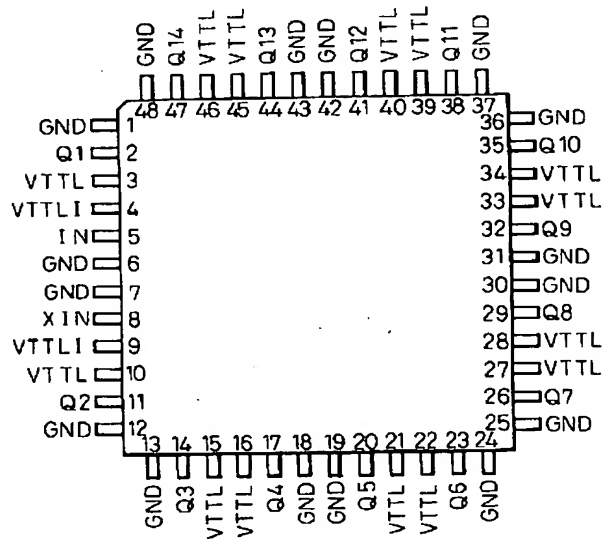 GND Q14 VTTL VTTL Q13 GND GND Q12 VTTL VTTL Q11 GND
48 47 46 45 44 43 42 41 40 39 38 37
GND 1 36 GND
Q1 2 35 Q10
VTTL 3 34 VTTL
VTTLI 4 33 VTTL
IN 5 32 Q9
GND 6 31 GND
GND 7 30 GND
XIN 8 29 Q8
VTTLI 9 28 VTTL
VTTL 10 27 VTTL
Q2 11 26 Q7
GND 12 25 GND
13 14 15 16 17 18 19 20 21 22 23 24
GND Q3 VTTL VTTL Q4 GND GND Q5 VTTL VTTL Q6 GND